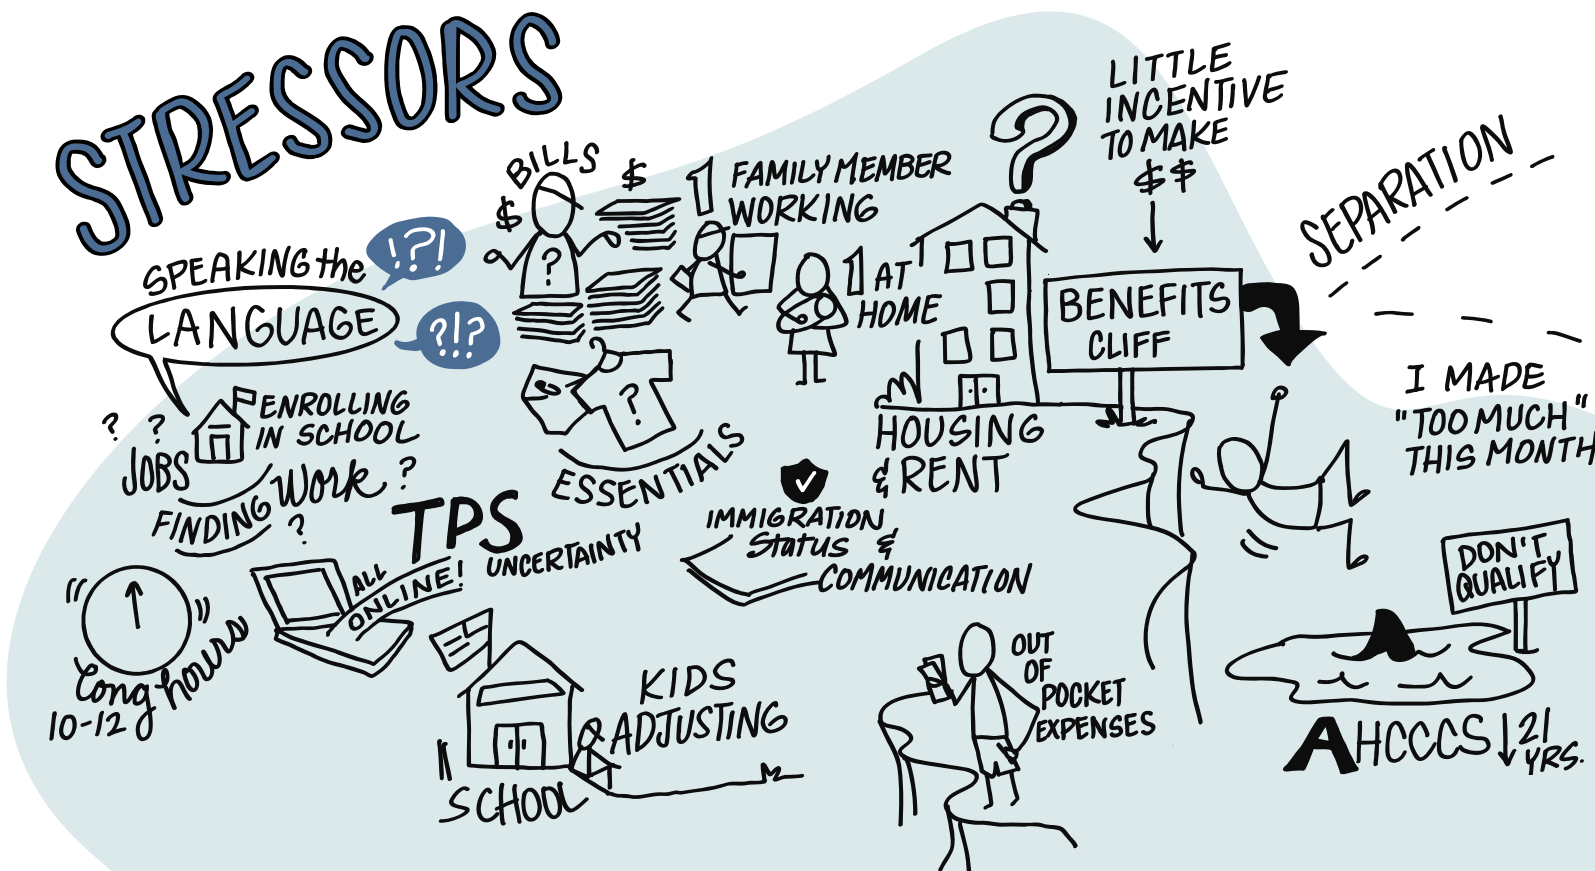 STRESSORS
SPEAKING the
LANGUAGE
!?!
?!?
BILLS
$
$
?
1 FAMILY MEMBER
WORKING
1 AT
HOME
?
LITTLE
INCENTIVE
TO MAKE
$$
BENEFITS
CLIFF
SEPARATION
I MADE
"TOO MUCH"
THIS MONTH
? ?
ENROLLING
IN SCHOOL
JOBS
FINDING Work ?
?
?
ESSENTIALS
HOUSING
& RENT
TPS
UNCERTAINTY
IMMIGRATION
Status &
COMMUNICATION
ALL
ONLINE!
Long hours
10-12
KIDS
ADJUSTING
SCHOOL
OUT
OF
POCKET
EXPENSES
DON'T
QUALIFY
AHCCCS ↓ 21
YRS.